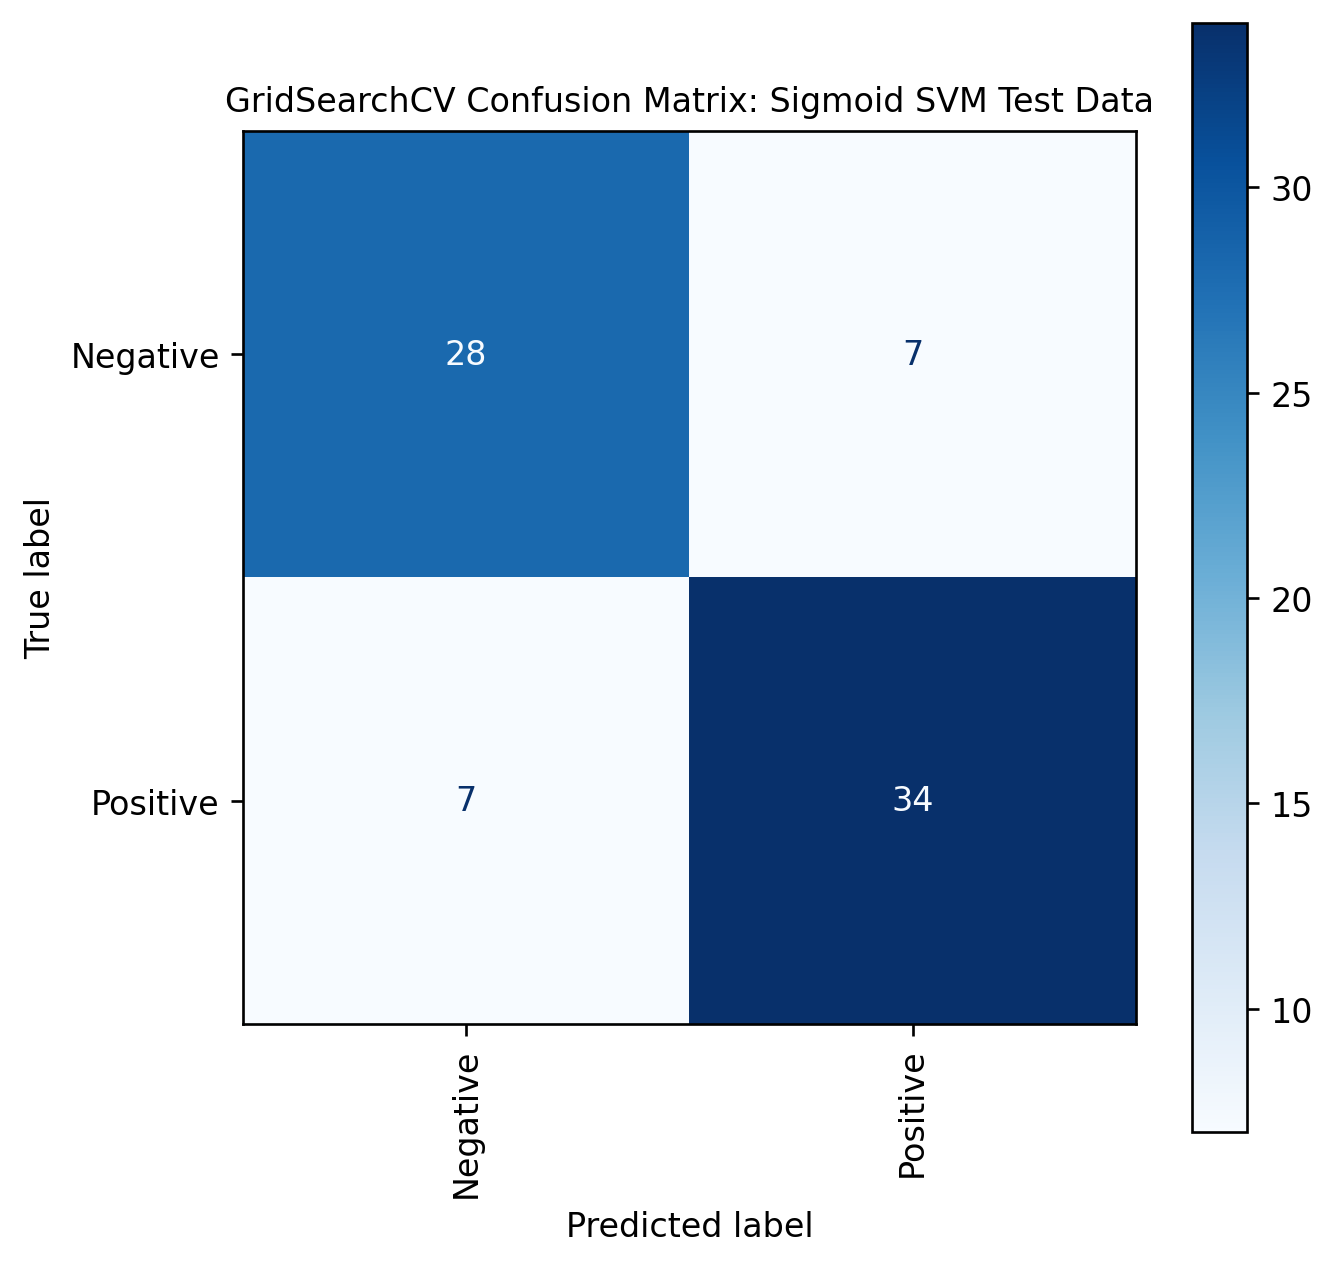 GridSearchCV Confusion Matrix: Sigmoid SVM Test Data
True label
Negative
28
7
Positive
7
34
Negative
Positive
Predicted label
30
25
20
15
10